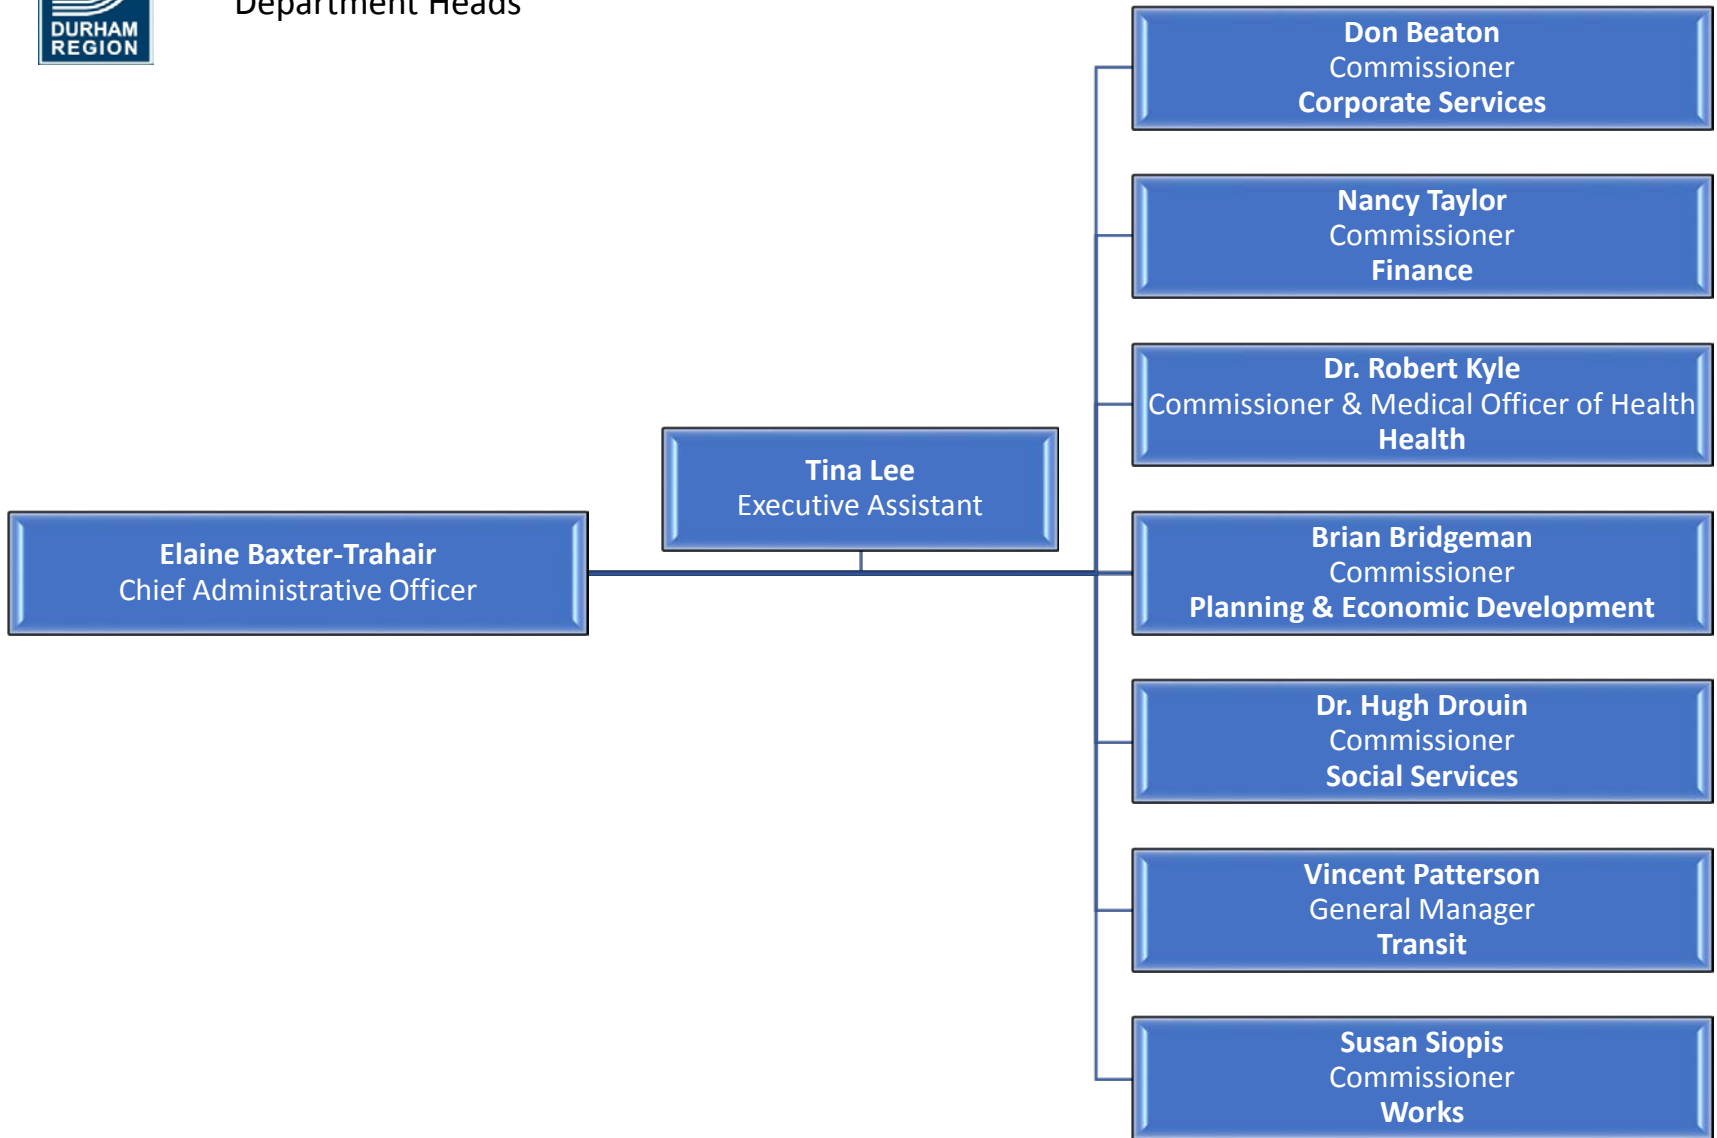 DURHAM
REGION
Department Heads
Elaine Baxter-Trahair
Chief Administrative Officer
Tina Lee
Executive Assistant
Don Beaton
Commissioner
Corporate Services
Nancy Taylor
Commissioner
Finance
Dr. Robert Kyle
Commissioner & Medical Officer of Health
Health
Brian Bridgeman
Commissioner
Planning & Economic Development
Dr. Hugh Drouin
Commissioner
Social Services
Vincent Patterson
General Manager
Transit
Susan Siopis
Commissioner
Works